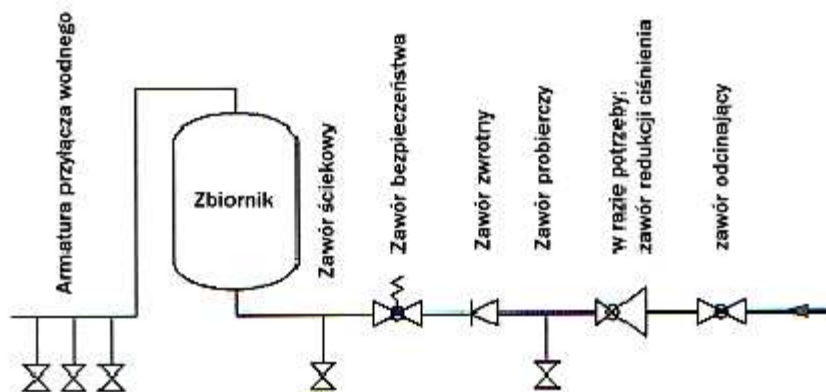 Armatura przyłącza wodnego
Zbiornik
Zawór ściekowy
Zawór bezpieczeństwa
Zawór zwrotny
Zawór probierczy
w razie potrzeby:
zawór redukcji ciśnienia
zawór odcinający